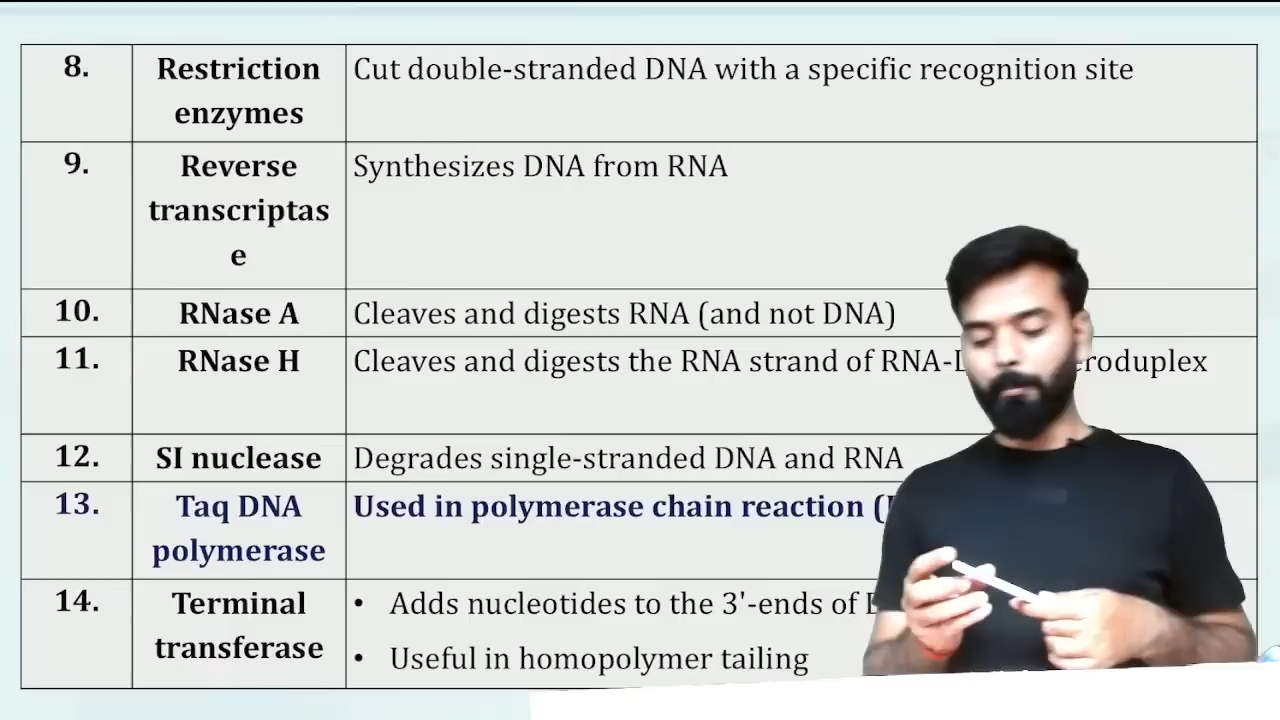 8.
Restriction
enzymes
Cut double-stranded DNA with a specific recognition site
9.
Reverse
transcriptas
e
Synthesizes DNA from RNA
10.
RNase A
Cleaves and digests RNA (and not DNA)
11.
RNase H
Cleaves and digests the RNA strand of
12.
SI nuclease
Degrades single-stranded DNA and RNA
13.
Taq DNA
polymerase
Used in polymerase chain reaction
14.
Terminal
transferase
• Adds nucleotides to the 3'-ends of
• Useful in homopolymer tailing